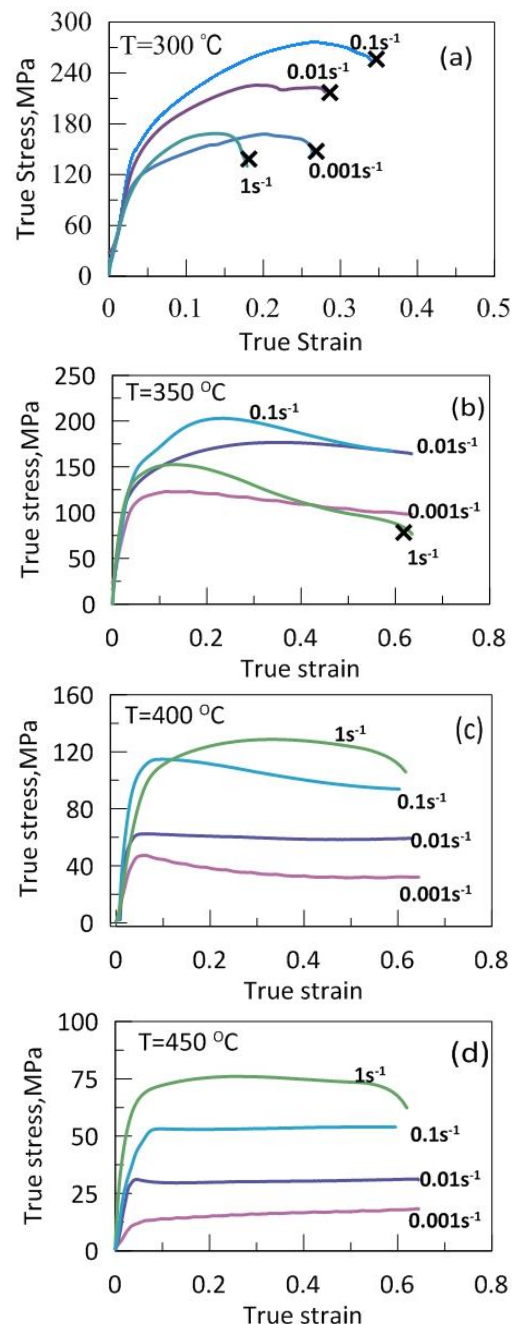 T=300 °C
(a)
0.1s⁻¹
0.01s⁻¹
0.001s⁻¹
1s⁻¹
300
240
180
120
60
0
True Stress,MPa
0 0.1 0.2 0.3 0.4 0.5
True Strain
T=350 °C
(b)
0.1s⁻¹
0.01s⁻¹
0.001s⁻¹
1s⁻¹
250
200
150
100
50
0
True stress,MPa
0 0.2 0.4 0.6 0.8
True strain
T=400 °C
(c)
1s⁻¹
0.1s⁻¹
0.01s⁻¹
0.001s⁻¹
160
120
80
40
0
True stress,MPa
0 0.2 0.4 0.6 0.8
True strain
T=450 °C
(d)
1s⁻¹
0.1s⁻¹
0.01s⁻¹
0.001s⁻¹
100
75
50
25
0
True stress,MPa
0 0.2 0.4 0.6 0.8
True strain